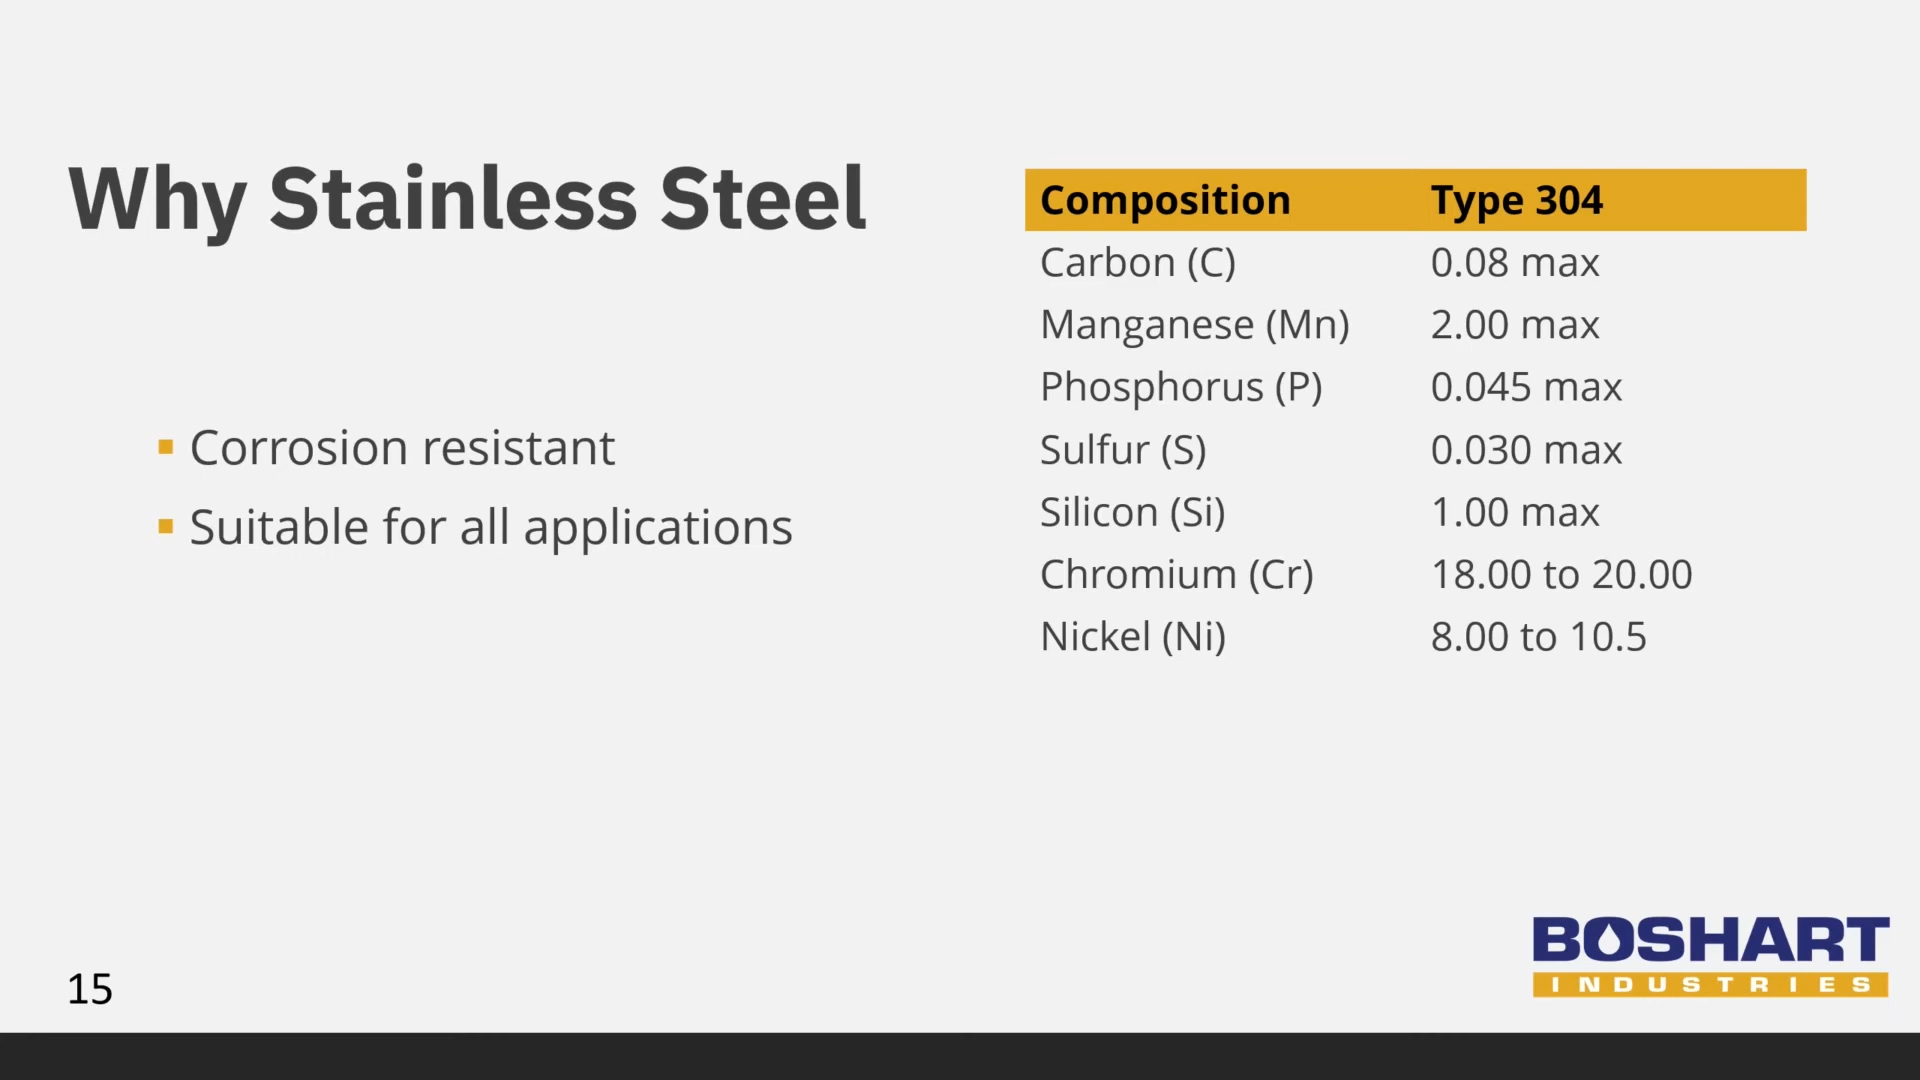 Why Stainless Steel
▪ Corrosion resistant
▪ Suitable for all applications
Composition Type 304
Carbon (C) 0.08 max
Manganese (Mn) 2.00 max
Phosphorus (P) 0.045 max
Sulfur (S) 0.030 max
Silicon (Si) 1.00 max
Chromium (Cr) 18.00 to 20.00
Nickel (Ni) 8.00 to 10.5
15
BOSHART
INDUSTRIES